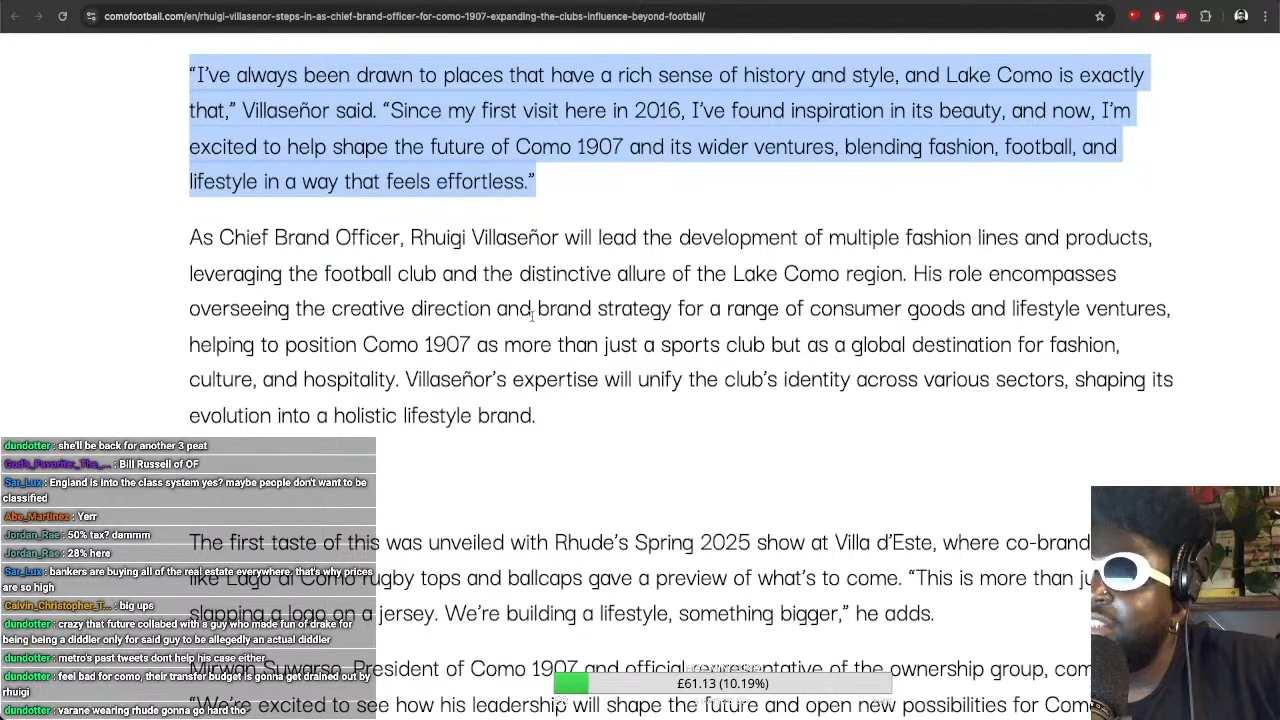 comofootball.com/en/rhuigi-villasenor-steps-in-as-chief-brand-officer-for-como-1907-expanding-the-clubs-influence-beyond-football/
“I’ve always been drawn to places that have a rich sense of history and style, and Lake Como is exactly
that,” Villaseñor said. “Since my first visit here in 2016, I’ve found inspiration in its beauty, and now, I’m
excited to help shape the future of Como 1907 and its wider ventures, blending fashion, football, and
lifestyle in a way that feels effortless.”
As Chief Brand Officer, Rhuigi Villaseñor will lead the development of multiple fashion lines and products,
leveraging the football club and the distinctive allure of the Lake Como region. His role encompasses
overseeing the creative direction and brand strategy for a range of consumer goods and lifestyle ventures,
helping to position Como 1907 as more than just a sports club but as a global destination for fashion,
culture, and hospitality. Villaseñor’s expertise will unify the club’s identity across various sectors, shaping its
evolution into a holistic lifestyle brand.
The first taste of this was unveiled with Rhude’s Spring 2025 show at Villa d’Este, where co-brand
like Lago di Como rugby tops and ballcaps gave a preview of what’s to come. “This is more than ju
slapping a logo on a jersey. We’re building a lifestyle, something bigger,” he adds.
Mirwan Suwarso, President of Como 1907 and official representative of the ownership group, com
“We’re excited to see how his leadership will shape the future and open new possibilities for Como
dundotter : she'll be back for another 3 peat
God's_Favorite_The_... : Bill Russell of OF
Sar_Lux : England is into the class system yes? maybe people don't want to be
classified
Abe_Martinez : Yerr
Jordan_Rae : 50% tax? dammm
Jordan_Rae : 28% here
Sar_Lux : bankers are buying all of the real estate everywhere, that's why prices
are so high
Calvin_Christopher_T... : big ups
dundotter : crazy that future collabed with a guy who made fun of drake for
being being a diddler only for said guy to be allegedly an actual diddler
dundotter : metro's past tweets dont help his case either
dundotter : feel bad for como, their transfer budget is gonna get drained out by
rhuigi
dundotter : varane wearing rhude gonna go hard tho
£61.13 (10.19%)
ABP